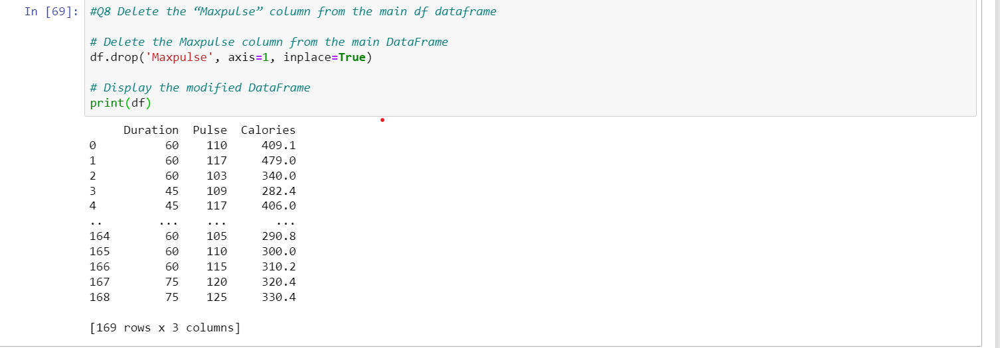 In [69]: #Q8 Delete the “Maxpulse” column from the main df dataframe
# Delete the Maxpulse column from the main DataFrame
df.drop('Maxpulse', axis=1, inplace=True)
# Display the modified DataFrame
print(df)
     Duration  Pulse  Calories
0          60    110     409.1
1          60    117     479.0
2          60    103     340.0
3          45    109     282.4
4          45    117     406.0
..        ...    ...       ...
164        60    105     290.8
165        60    110     300.0
166        60    115     310.2
167        75    120     320.4
168        75    125     330.4
[169 rows x 3 columns]